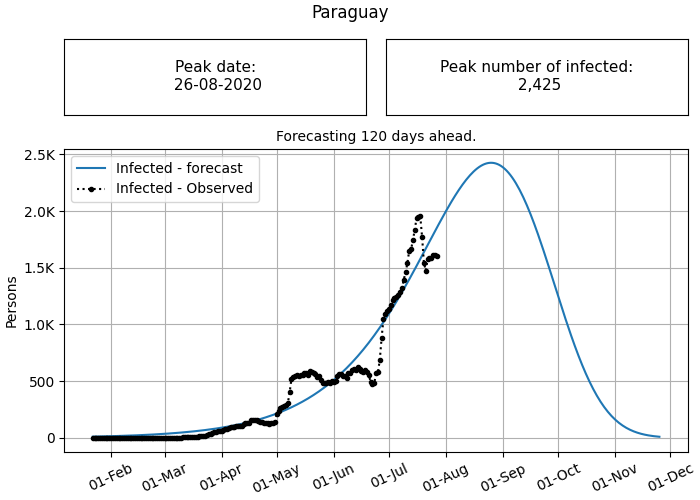 Paraguay
Peak date:
26-08-2020
Peak number of infected:
2,425
Forecasting 120 days ahead.
Infected - forecast
Infected - Observed
2.5K
2.0K
1.5K
1.0K
500
0
Persons
01-Feb
01-Mar
01-Apr
01-May
01-Jun
01-Jul
01-Aug
01-Sep
01-Oct
01-Nov
01-Dec